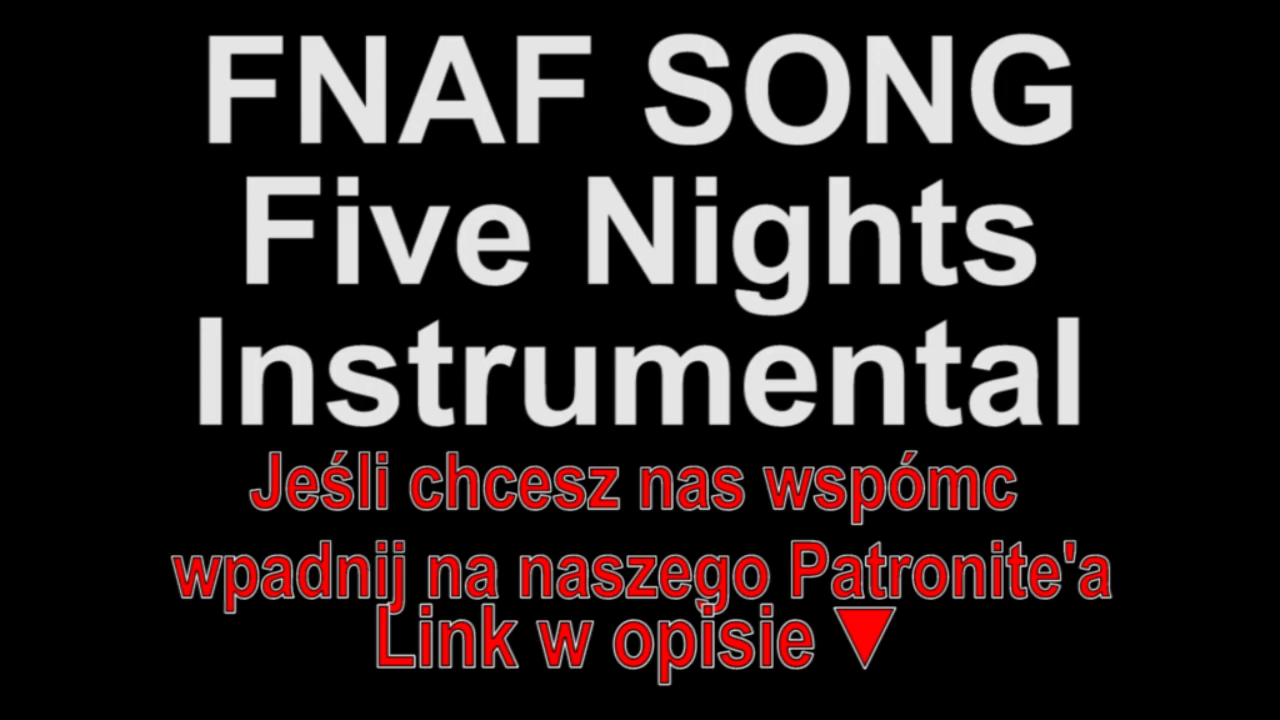 FNAF SONG
Five Nights
Instrumental
Jeśli chcesz nas wspómc
wpadnij na naszego Patronite'a
Link w opisie ▼